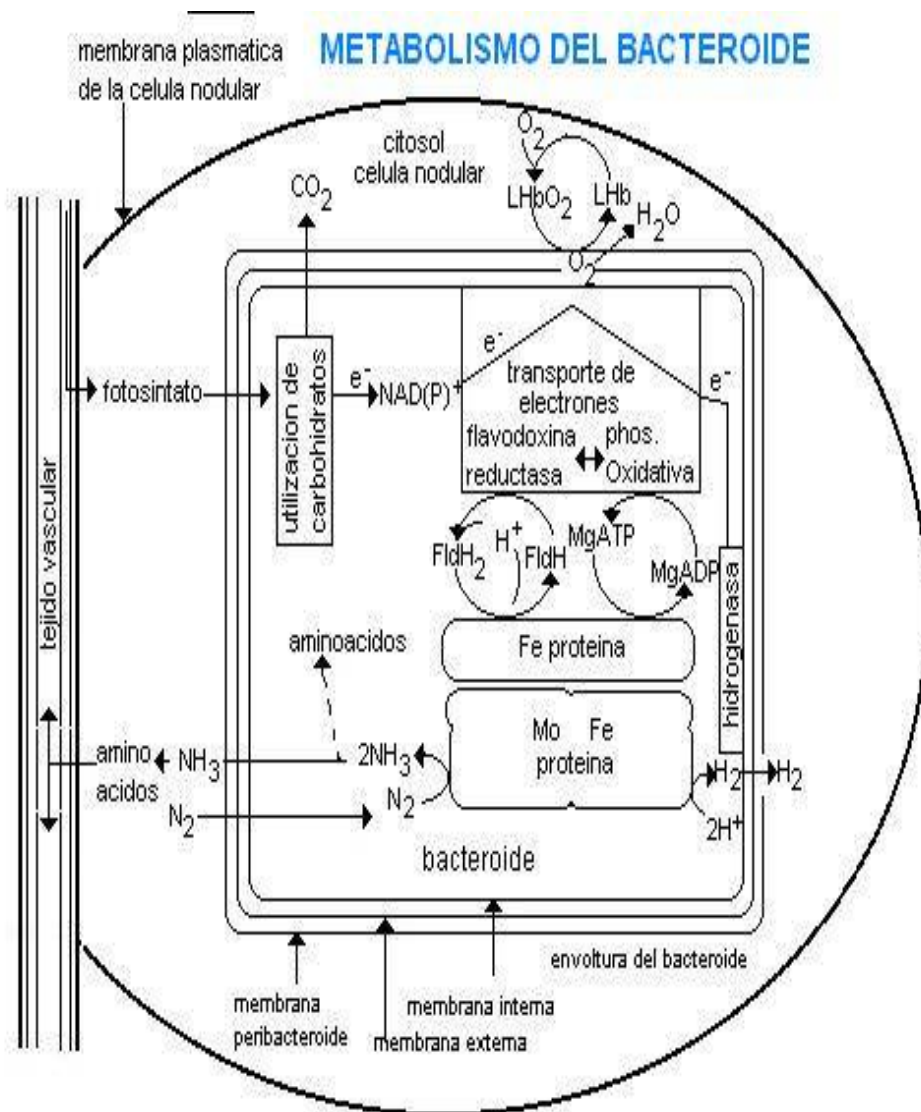 METABOLISMO DEL BACTEROIDE
membrana plasmatica
de la celula nodular
citosol
celula nodular
O2
LHbO2
LHb
H2O
O2
CO2
fotosintato
utilizacion de
carbohidratos
e-
NAD(P)+
e-
transporte de
electrones
e-
flavodoxina
reductasa
phos.
Oxidativa
FldH2
H+
FldH
MgATP
MgADP
hidrogenasa
tejido vascular
aminoacidos
Fe proteina
Mo Fe
proteina
amino
acidos
NH3
2NH3
N2
N2
H2
H2
2H+
bacteroide
envoltura del bacteroide
membrana
peribacteroide
membrana interna
membrana externa